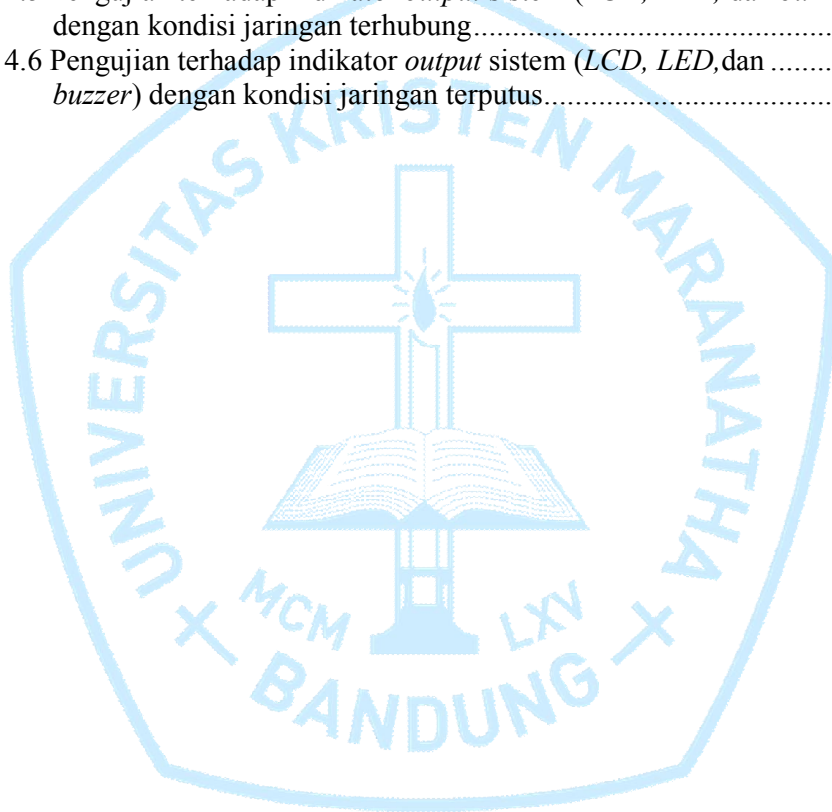 dengan kondisi jaringan terhubung.......................................................
4.6 Pengujian terhadap indikator output sistem (LCD, LED,dan ........
buzzer) dengan kondisi jaringan terputus..............................................
UNIVERSITAS KRISTEN MARANATHA
MCM LXV
BANDUNG